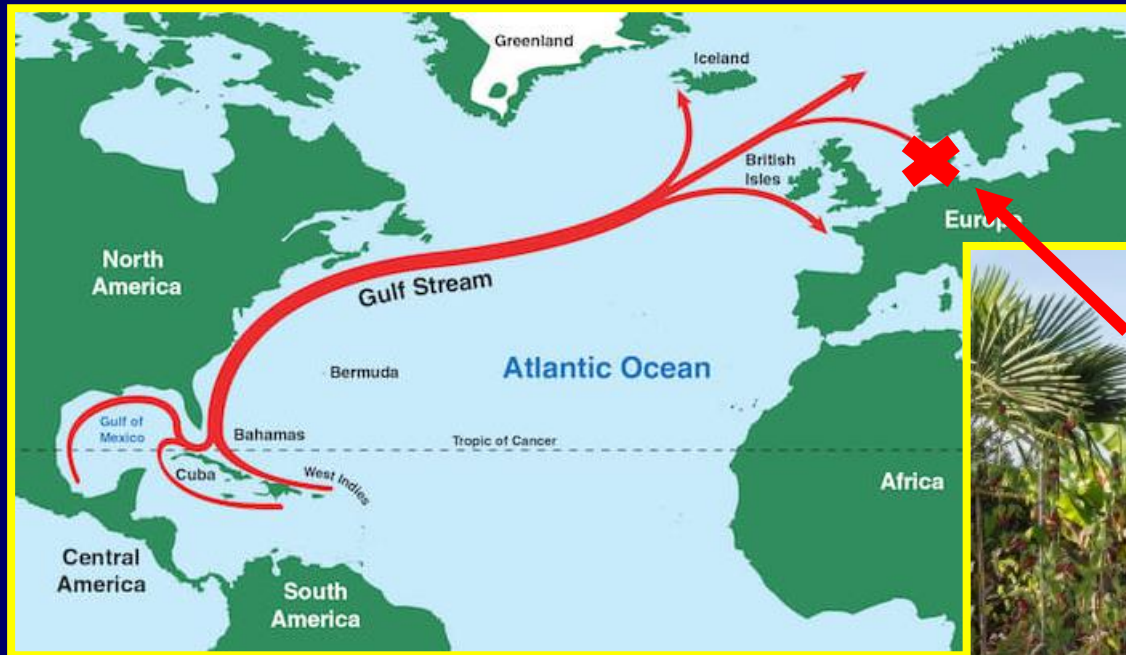 Greenland
Iceland
British
Isles
Europe
North
America
Gulf Stream
Bermuda
Atlantic Ocean
Gulf of
Mexico
Bahamas
Tropic of Cancer
Cuba
West Indies
Africa
Central
America
South
America